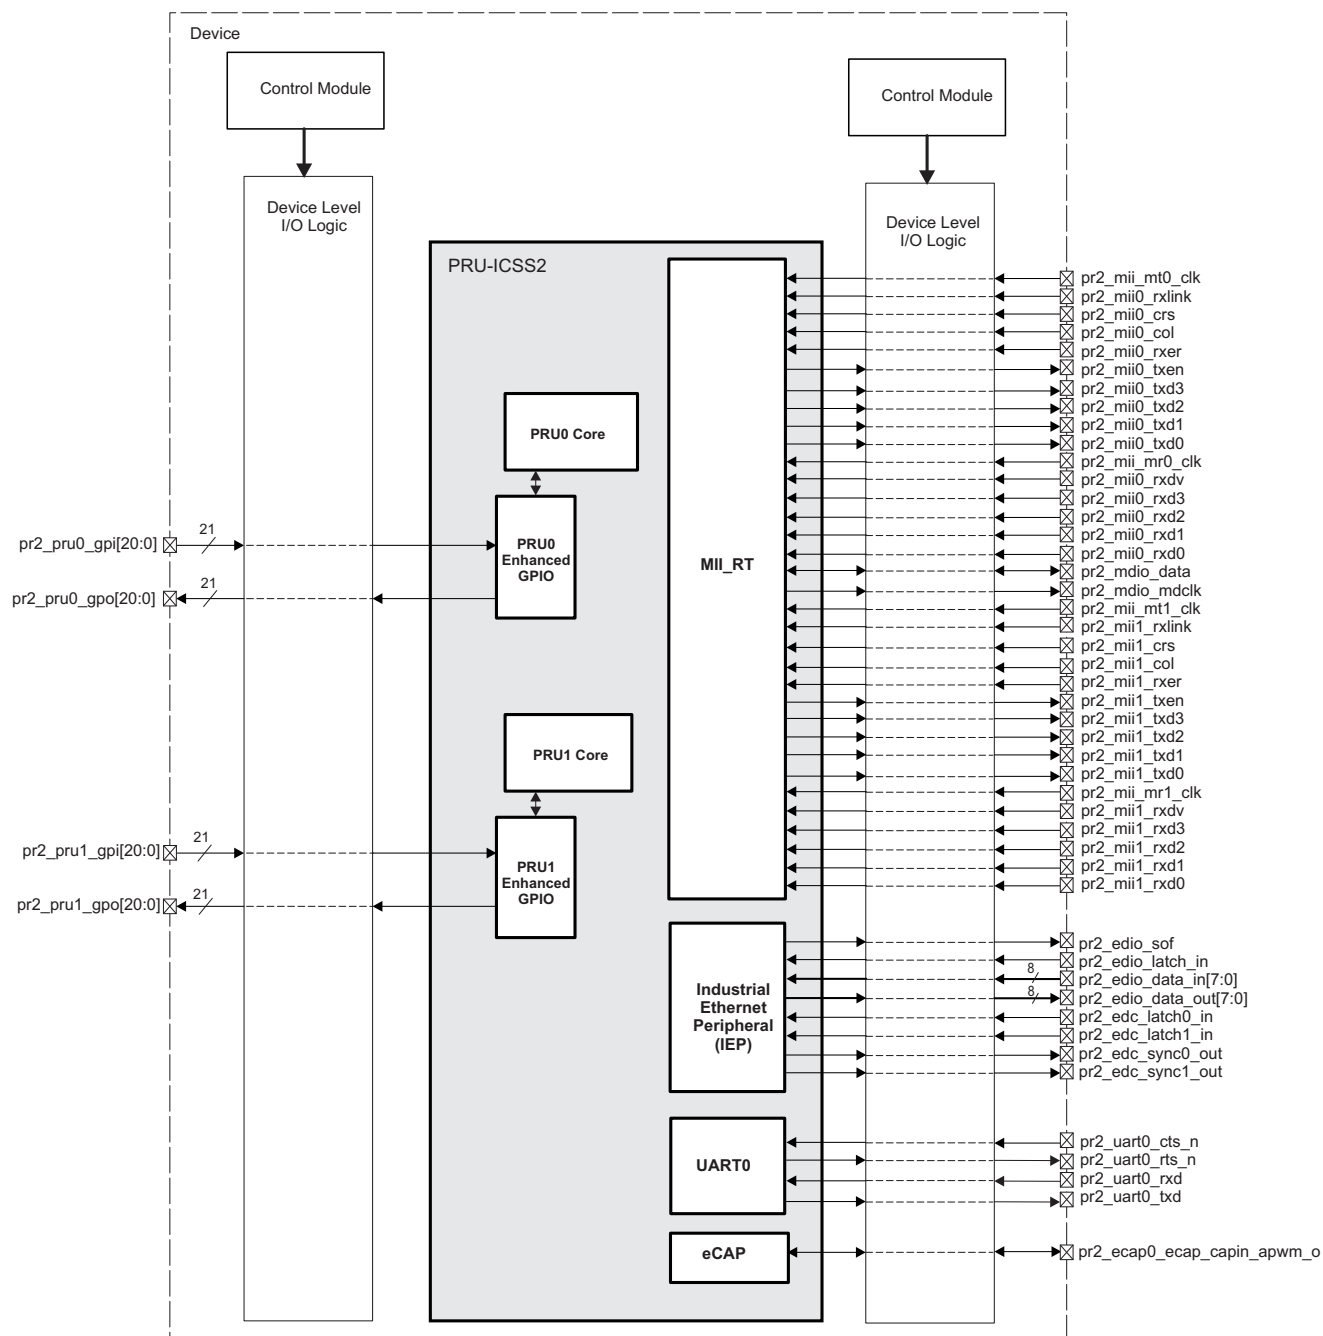 Device
Control Module
Control Module
Device Level
I/O Logic
Device Level
I/O Logic
PRU-ICSS2
PRU0 Core
PRU0
Enhanced
GPIO
pr2_pru0_gpi[20:0]
21
pr2_pru0_gpo[20:0]
21
PRU1 Core
PRU1
Enhanced
GPIO
pr2_pru1_gpi[20:0]
21
pr2_pru1_gpo[20:0]
21
MII_RT
pr2_mii_mt0_clk
pr2_mii0_rxlink
pr2_mii0_crs
pr2_mii0_col
pr2_mii0_rxer
pr2_mii0_txen
pr2_mii0_txd3
pr2_mii0_txd2
pr2_mii0_txd1
pr2_mii0_txd0
pr2_mii_mr0_clk
pr2_mii0_rxdv
pr2_mii0_rxd3
pr2_mii0_rxd2
pr2_mii0_rxd1
pr2_mii0_rxd0
pr2_mdio_data
pr2_mdio_mdclk
pr2_mii_mt1_clk
pr2_mii1_rxlink
pr2_mii1_crs
pr2_mii1_col
pr2_mii1_rxer
pr2_mii1_txen
pr2_mii1_txd3
pr2_mii1_txd2
pr2_mii1_txd1
pr2_mii1_txd0
pr2_mii_mr1_clk
pr2_mii1_rxdv
pr2_mii1_rxd3
pr2_mii1_rxd2
pr2_mii1_rxd1
pr2_mii1_rxd0
Industrial
Ethernet
Peripheral
(IEP)
pr2_edio_sof
pr2_edio_latch_in
8
pr2_edio_data_in[7:0]
8
pr2_edio_data_out[7:0]
pr2_edc_latch0_in
pr2_edc_latch1_in
pr2_edc_sync0_out
pr2_edc_sync1_out
UART0
pr2_uart0_cts_n
pr2_uart0_rts_n
pr2_uart0_rxd
pr2_uart0_txd
eCAP
pr2_ecap0_ecap_capin_apwm_o